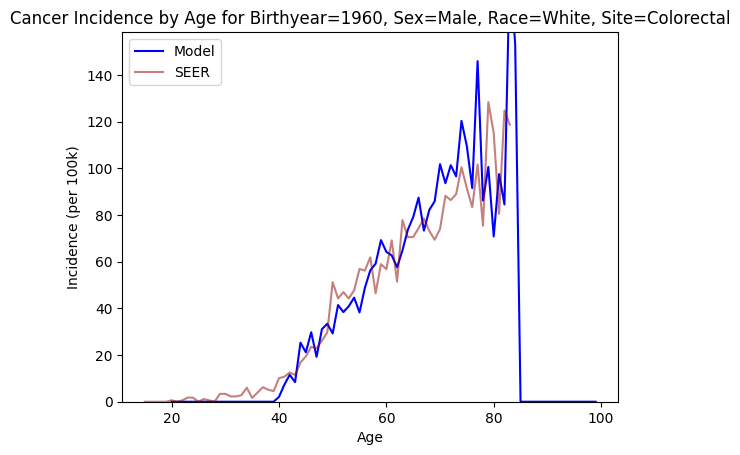 Cancer Incidence by Age for Birthyear=1960, Sex=Male, Race=White, Site=Colorectal
Model
SEER
140
120
100
80
60
40
20
0
Incidence (per 100k)
20 40 60 80 100
Age